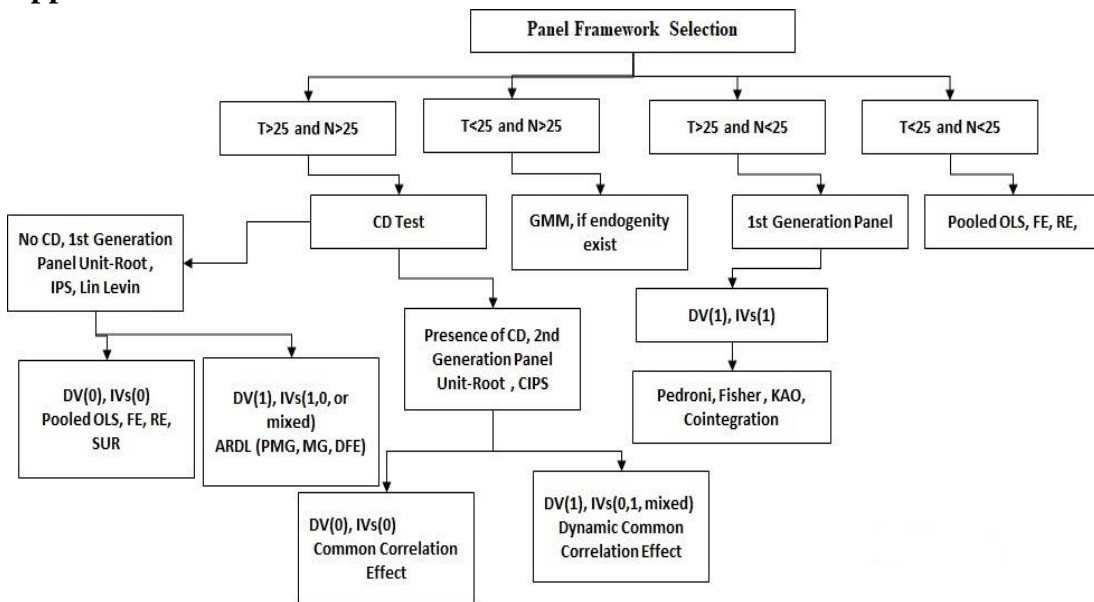 Panel Framework Selection
T>25 and N>25
T<25 and N>25
T>25 and N<25
T<25 and N<25
CD Test
GMM, if endogenity
exist
1st Generation Panel
Pooled OLS, FE, RE,
No CD, 1st Generation
Panel Unit-Root ,
IPS, Lin Levin
DV(1), IVs(1)
Presence of CD, 2nd
Generation Panel
Unit-Root , CIPS
DV(0), IVs(0)
Pooled OLS, FE, RE,
SUR
DV(1), IVs(1,0, or
mixed)
ARDL (PMG, MG, DFE)
Pedroni, Fisher , KAO,
Cointegration
DV(0), IVs(0)
Common Correlation
Effect
DV(1), IVs(0,1, mixed)
Dynamic Common
Correlation Effect